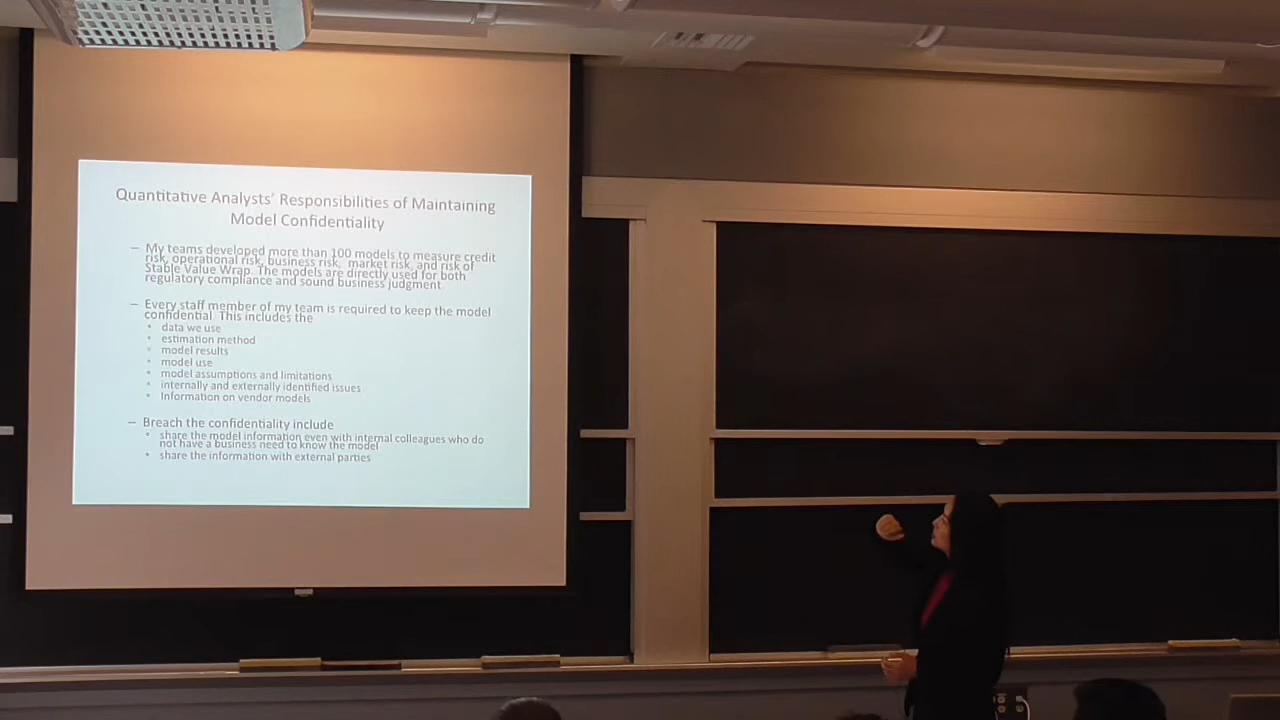 Quantitative Analysts' Responsibilities of Maintaining
Model Confidentiality
– My teams developed more than 100 models to measure credit
risk, operational risk, business risk, market risk, and risk of
Stable Value Wrap. The models are directly used for both
regulatory compliance and sound business judgment.
– Every staff member of my team is required to keep the model
confidential. This includes the
• data we use
• estimation method
• model results
• model use
• model assumptions and limitations
• internally and externally identified issues
• Information on vendor models
– Breach the confidentiality include
• share the model information even with internal colleagues who do
not have a business need to know the model
• share the information with external parties